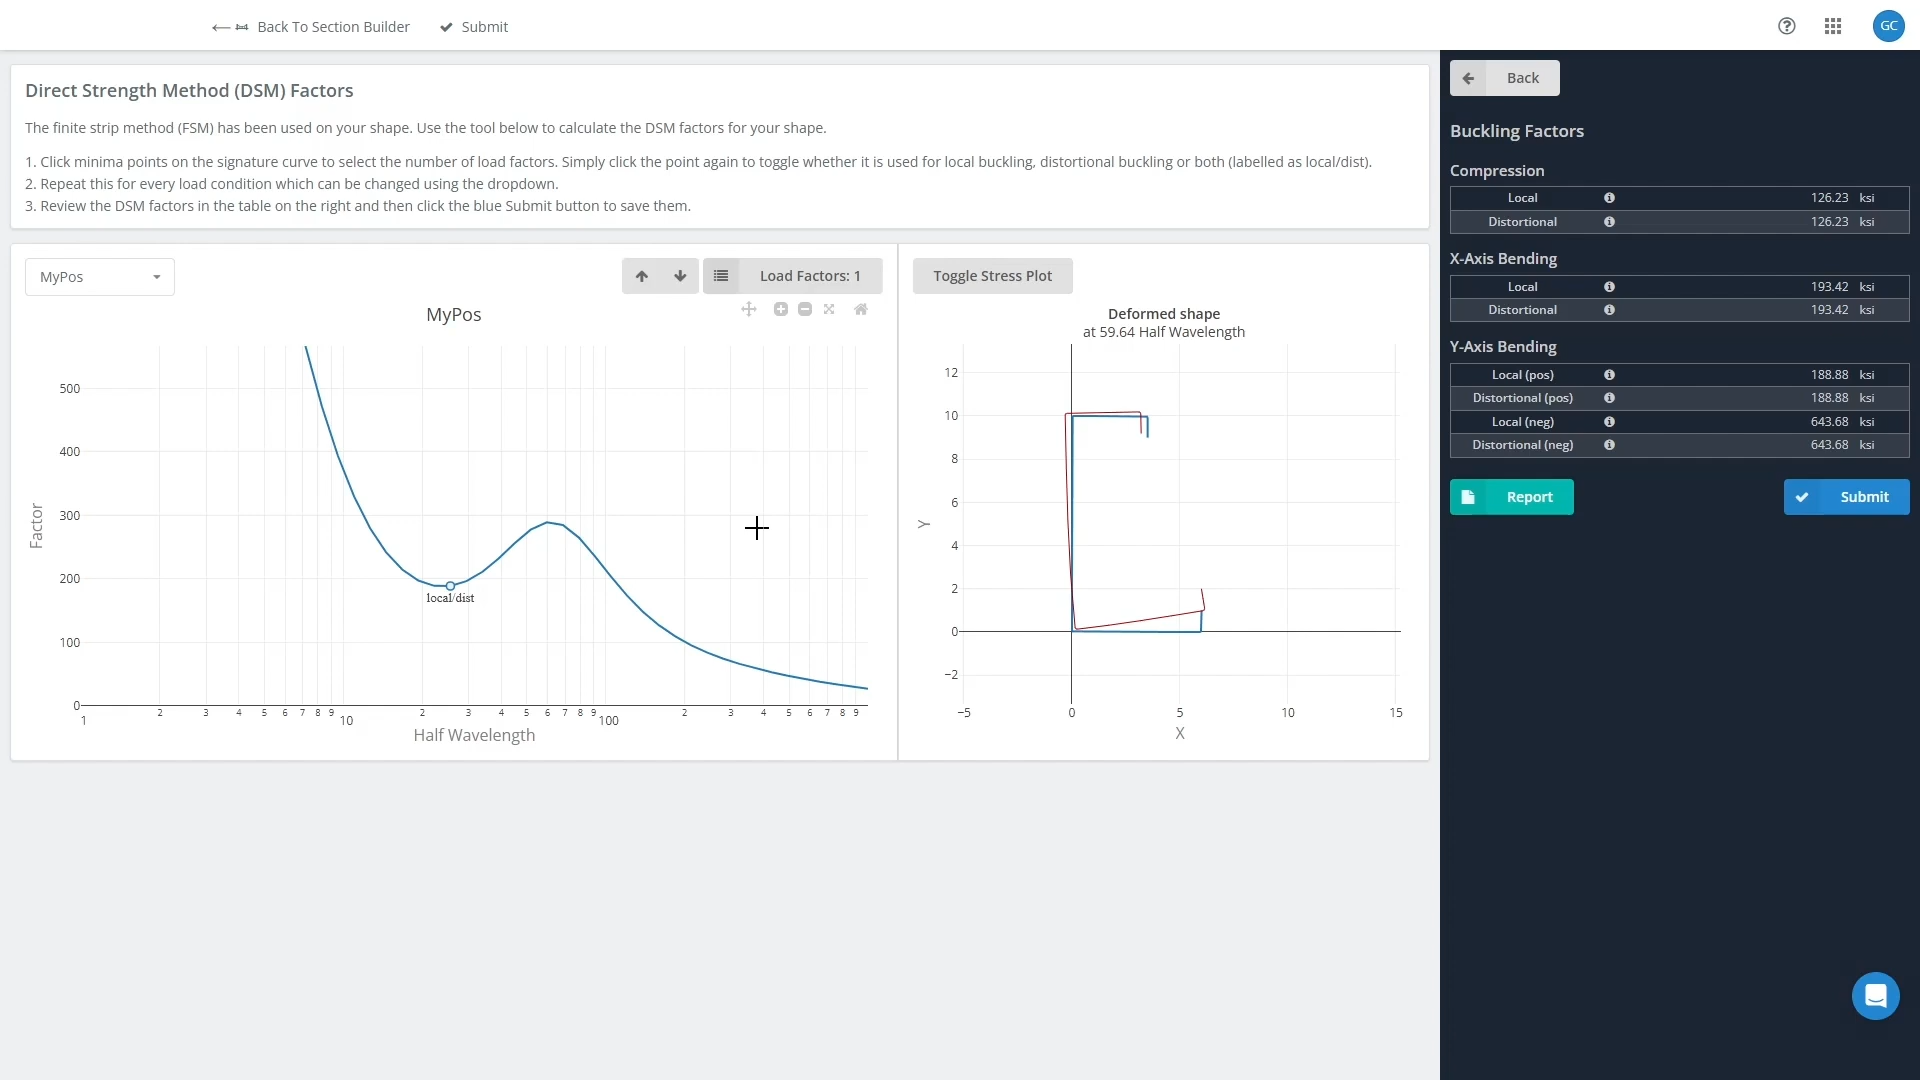 Back To Section Builder
Submit
GC
Direct Strength Method (DSM) Factors
The finite strip method (FSM) has been used on your shape. Use the tool below to calculate the DSM factors for your shape.
1. Click minima points on the signature curve to select the number of load factors. Simply click the point again to toggle whether it is used for local buckling, distortional buckling or both (labelled as local/dist).
2. Repeat this for every load condition which can be changed using the dropdown.
3. Review the DSM factors in the table on the right and then click the blue Submit button to save them.
MyPos
Load Factors: 1
MyPos
500
400
300
200
100
0
Factor
local/dist
1 2 3 4 5 6 7 8 9 10 2 3 4 5 6 7 8 9 100 2 3 4 5 6 7 8 9
Half Wavelength
Toggle Stress Plot
Deformed shape
at 59.64 Half Wavelength
12
10
8
6
4
2
0
−2
Y
−5 0 5 10 15
X
Back
Buckling Factors
Compression
Local 126.23 ksi
Distortional 126.23 ksi
X-Axis Bending
Local 193.42 ksi
Distortional 193.42 ksi
Y-Axis Bending
Local (pos) 188.88 ksi
Distortional (pos) 188.88 ksi
Local (neg) 643.68 ksi
Distortional (neg) 643.68 ksi
Report
Submit